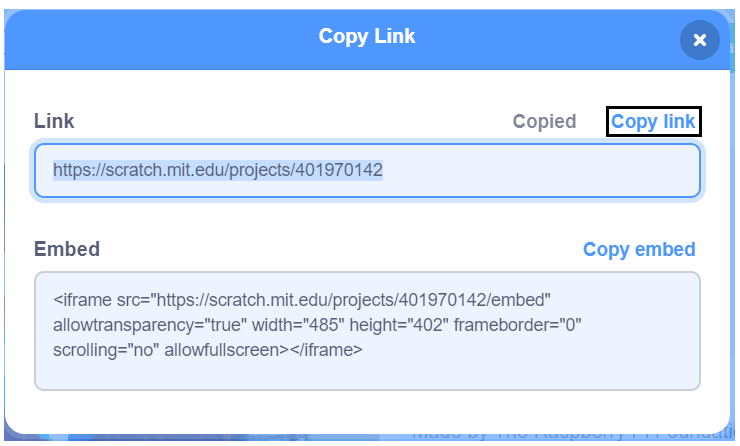 Copy Link
Link
Copied
Copy link
https://scratch.mit.edu/projects/401970142
Embed
Copy embed
<iframe src="https://scratch.mit.edu/projects/401970142/embed"
allowtransparency="true" width="485" height="402" frameborder="0"
scrolling="no" allowfullscreen></iframe>